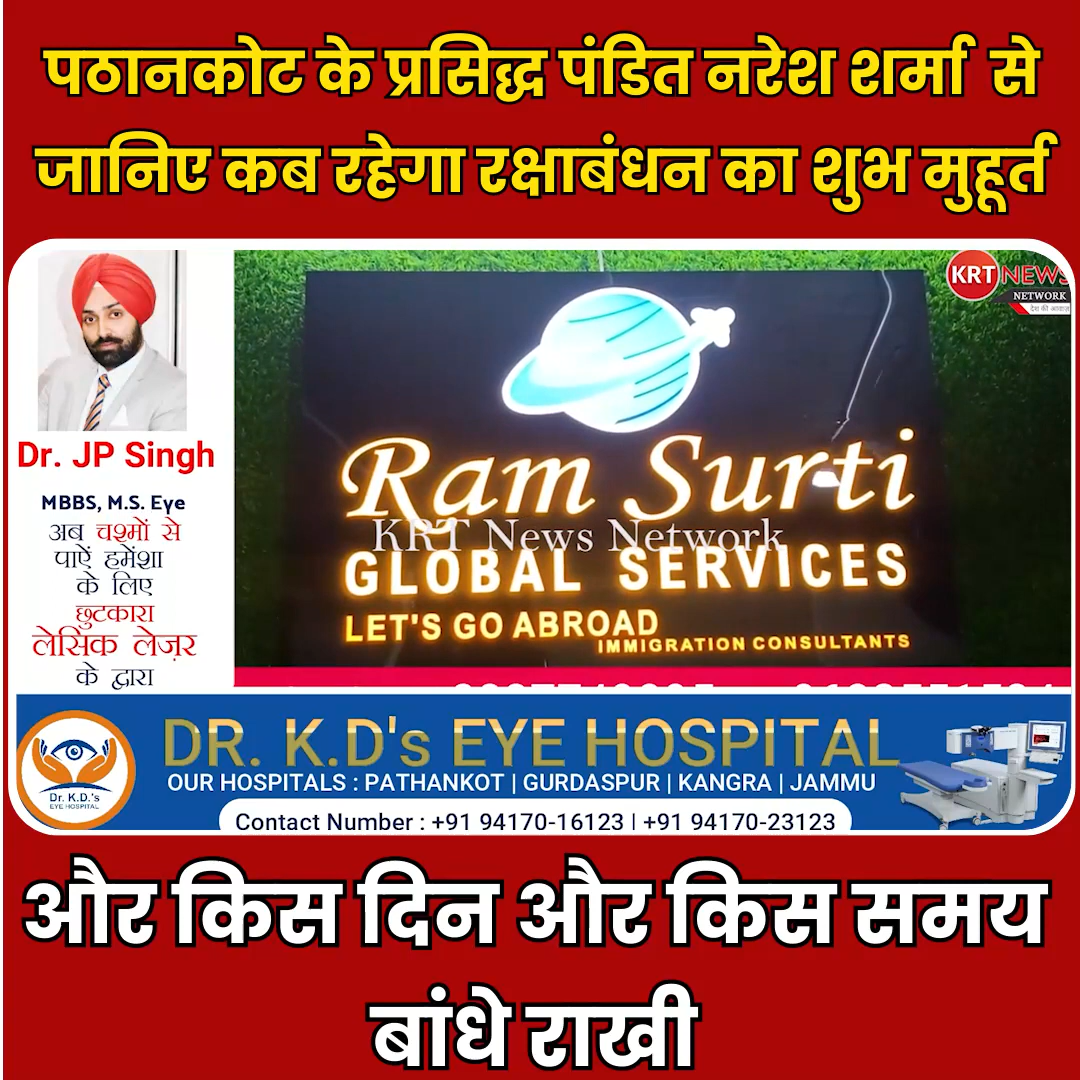 पठानकोट के प्रसिद्ध पंडित नरेश शर्मा से
जानिए कब रहेगा रक्षाबंधन का शुभ मुहूर्त
KRT NEWS
NETWORK
देश की आवाज़
Dr. JP Singh
MBBS, M.S. Eye
अब चश्मों से
पाऐं हमेंशा
के लिए
छुटकारा
लेसिक लेज़र
के द्वारा
Ram Surti
KRT News Network
GLOBAL SERVICES
LET'S GO ABROAD
IMMIGRATION CONSULTANTS
DR. K.D's EYE HOSPITAL
OUR HOSPITALS : PATHANKOT | GURDASPUR | KANGRA | JAMMU
Dr. K.D.'s
EYE HOSPITAL
Contact Number : +91 94170-16123 | +91 94170-23123
और किस दिन और किस समय
बांधे राखी